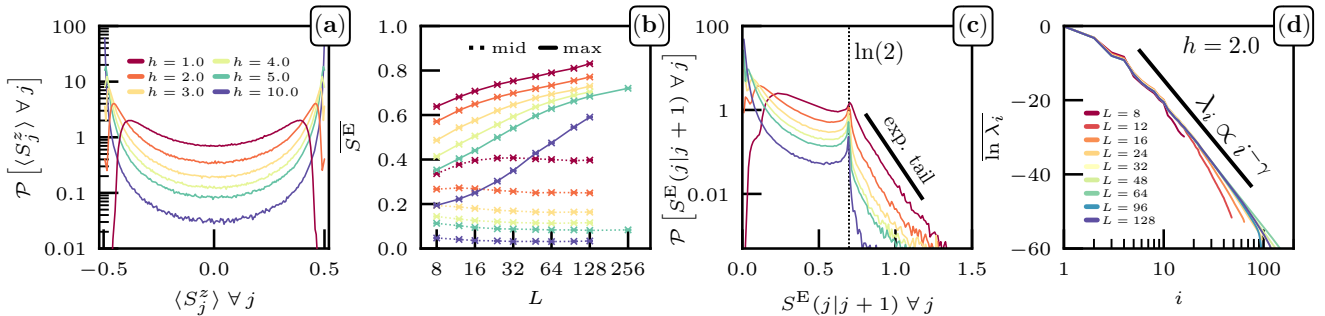 (a)
100
10
1
0.1
0.01
𝒫 [⟨S_j^z⟩ ∀ j]
h = 1.0
h = 2.0
h = 3.0
h = 4.0
h = 5.0
h = 10.0
−0.5 0.0 0.5
⟨S_j^z⟩ ∀ j
(b)
mid max
1.0
0.8
0.6
0.4
0.2
0.0
S^E
8 16 32 64 128 256
L
(c)
ln(2)
100
1
0.01
𝒫 [S^E(j|j + 1) ∀ j]
exp. tail
0.0 0.5 1.0 1.5
S^E(j|j + 1) ∀ j
(d)
h = 2.0
0
−20
−40
−60
ln λ_i
λ_i ∝ i^{−γ}
L = 8
L = 12
L = 16
L = 24
L = 32
L = 48
L = 64
L = 96
L = 128
1 10 100
i